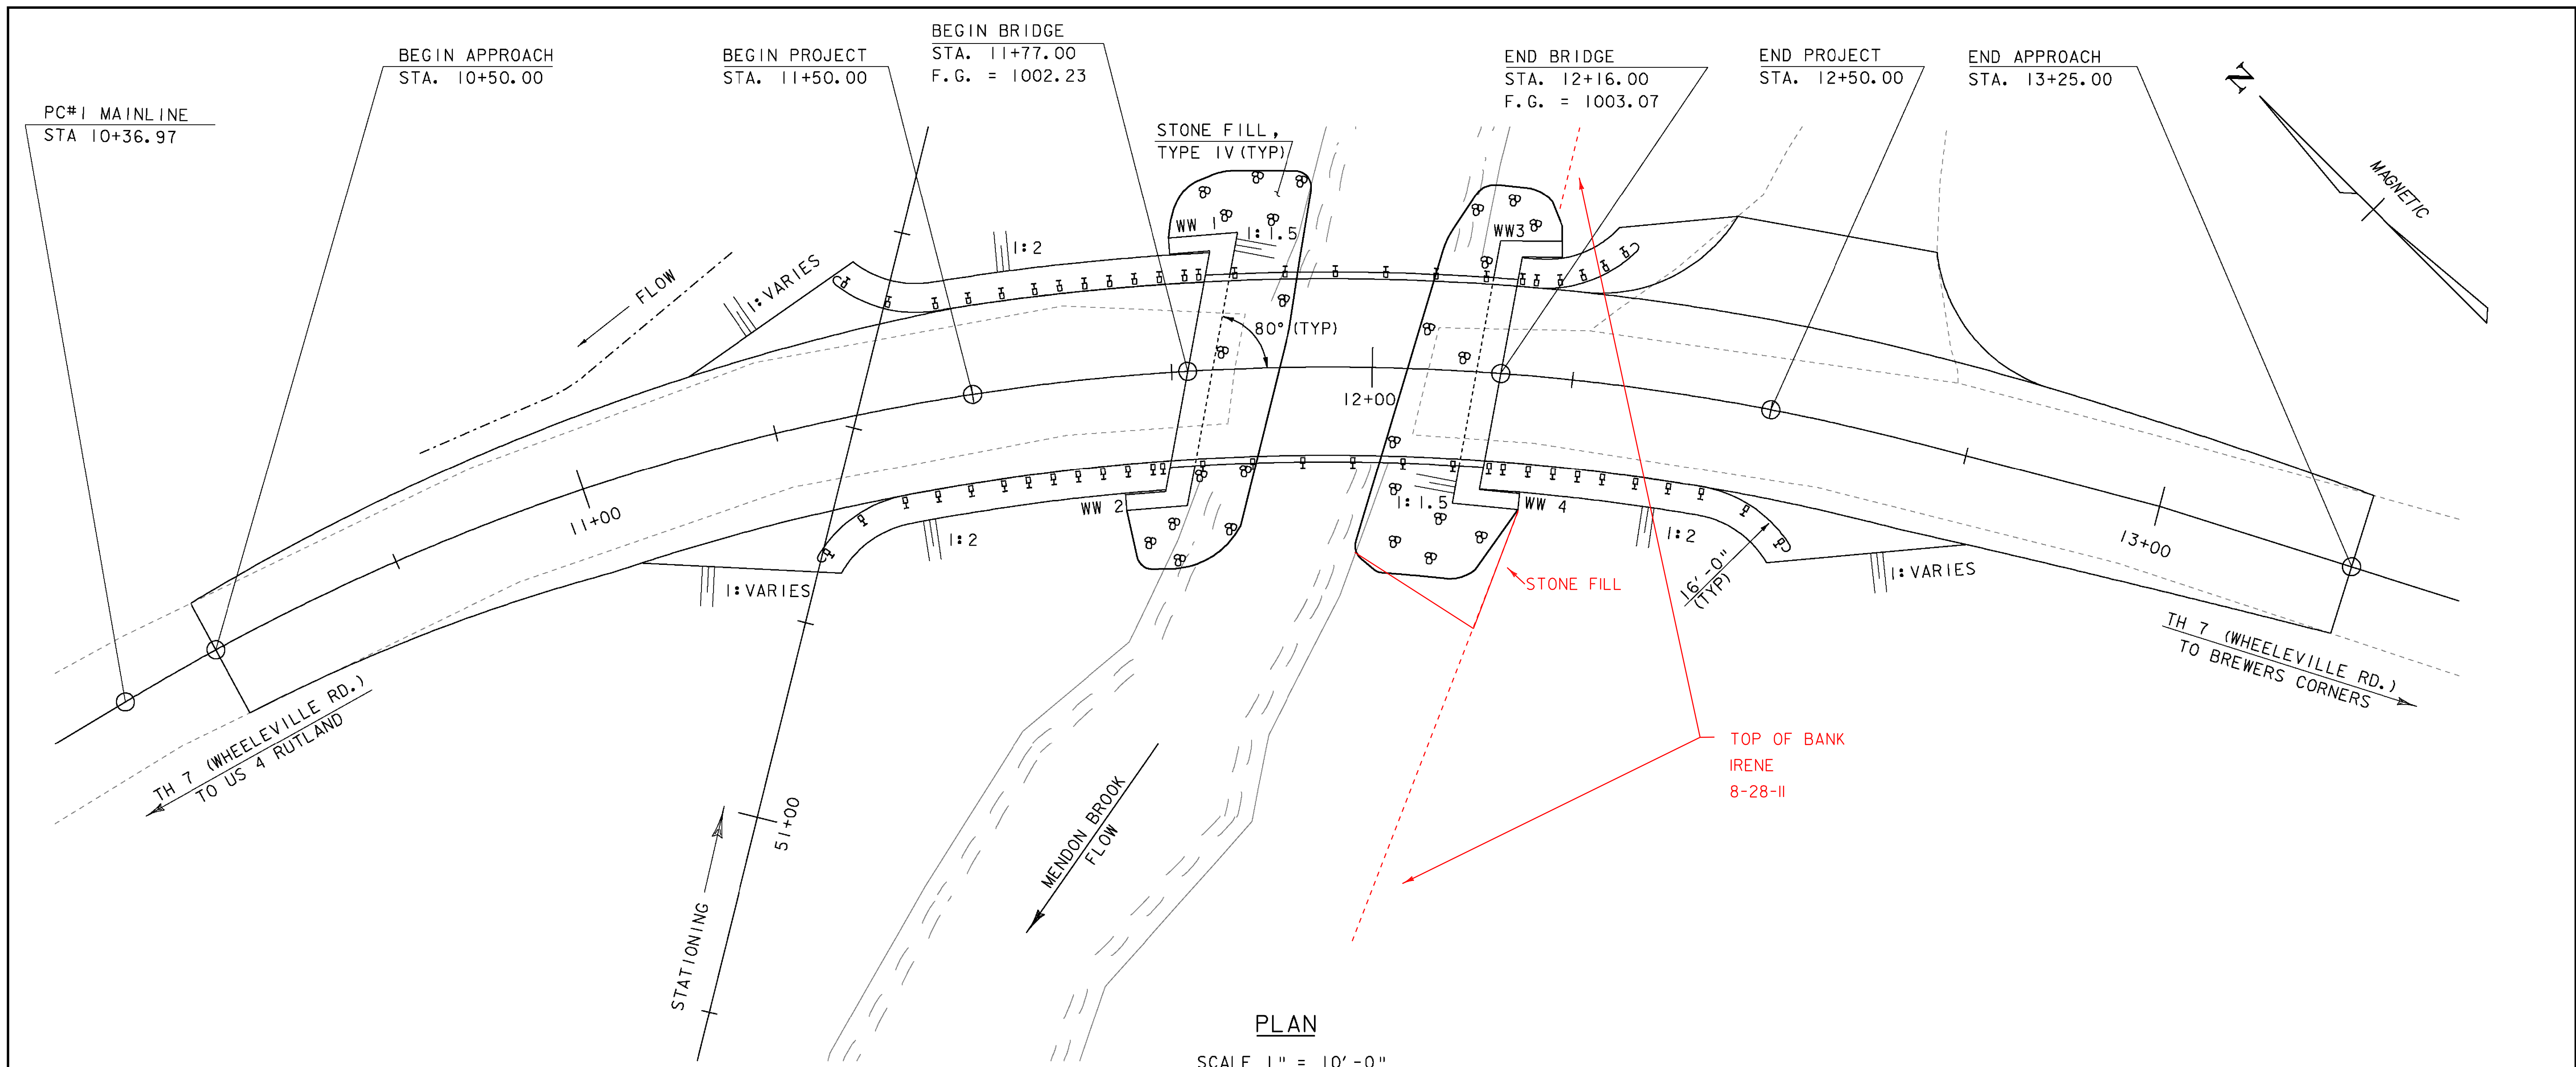 PC#1 MAINLINE
STA 10+36.97
BEGIN APPROACH
STA. 10+50.00
BEGIN PROJECT
STA. 11+50.00
BEGIN BRIDGE
STA. 11+77.00
F.G. = 1002.23
STONE FILL,
TYPE IV (TYP)
END BRIDGE
STA. 12+16.00
F.G. = 1003.07
END PROJECT
STA. 12+50.00
END APPROACH
STA. 13+25.00
N
MAGNETIC
FLOW
1:VARIES
1:2
WW 1
1:1.5
WW3
80° (TYP)
12+00
11+00
WW 2
1:2
1:VARIES
1:1.5
WW 4
1:2
16'-0"
(TYP)
1:VARIES
13+00
STONE FILL
TH 7 (WHEELEVILLE RD.)
TO US 4 RUTLAND
TH 7 (WHEELEVILLE RD.)
TO BREWERS CORNERS
TOP OF BANK
IRENE
8-28-11
51+00
STATIONING
MENDON BROOK
FLOW
PLAN
SCALE 1" = 10'-0"